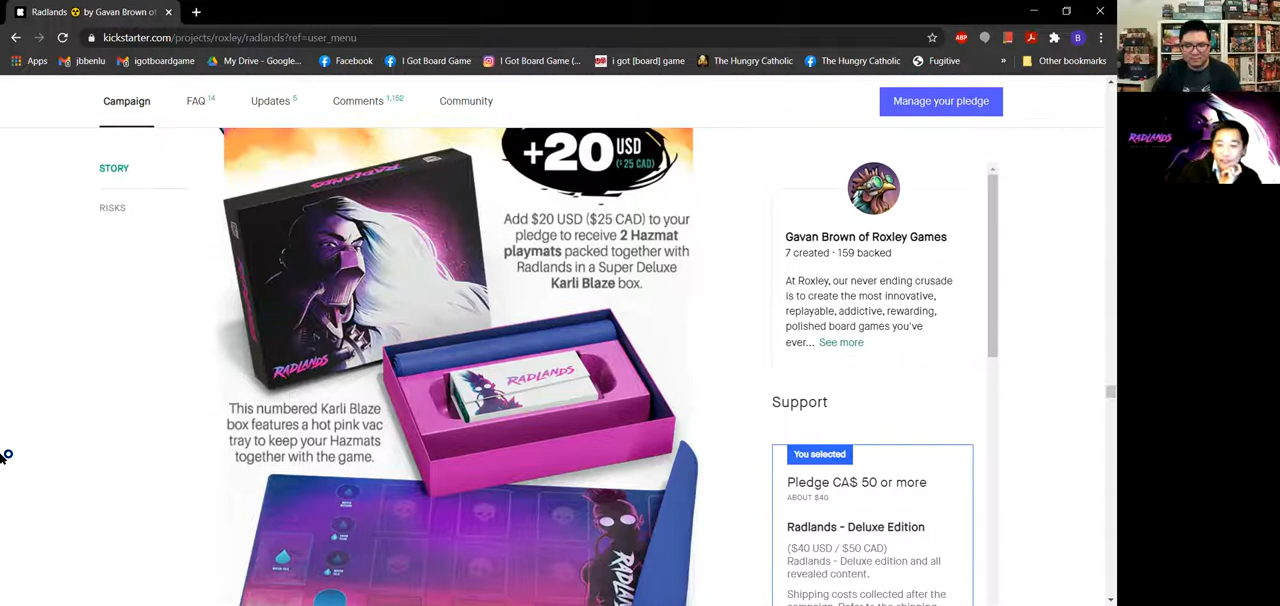 Radlands ☢ by Gavan Brown of
kickstarter.com/projects/roxley/radlands?ref=user_menu
ABP
B
Apps
jbbenlu
igotboardgame
My Drive - Google...
Facebook
I Got Board Game
I Got Board Game (...
i got [board] game
The Hungry Catholic
The Hungry Catholic
Fugitive
»
Other bookmarks
Campaign
FAQ 14
Updates 5
Comments 1,152
Community
Manage your pledge
STORY
RISKS
+20 USD
($25 CAD)
Add $20 USD ($25 CAD) to your
pledge to receive 2 Hazmat
playmats packed together with
Radlands in a Super Deluxe
Karli Blaze box.
RADLANDS
RADLANDS
RADLANDS
This numbered Karli Blaze
box features a hot pink vac
tray to keep your Hazmats
together with the game.
RADLANDS
Gavan Brown of Roxley Games
7 created · 159 backed
At Roxley, our never ending crusade
is to create the most innovative,
replayable, addictive, rewarding,
polished board games you've
ever... See more
Support
You selected
Pledge CA$ 50 or more
ABOUT $40
Radlands - Deluxe Edition
($40 USD / $50 CAD)
Radlands - Deluxe edition and all
revealed content.
Shipping costs collected after the
campaign. Refer to the shipping
RADLANDS